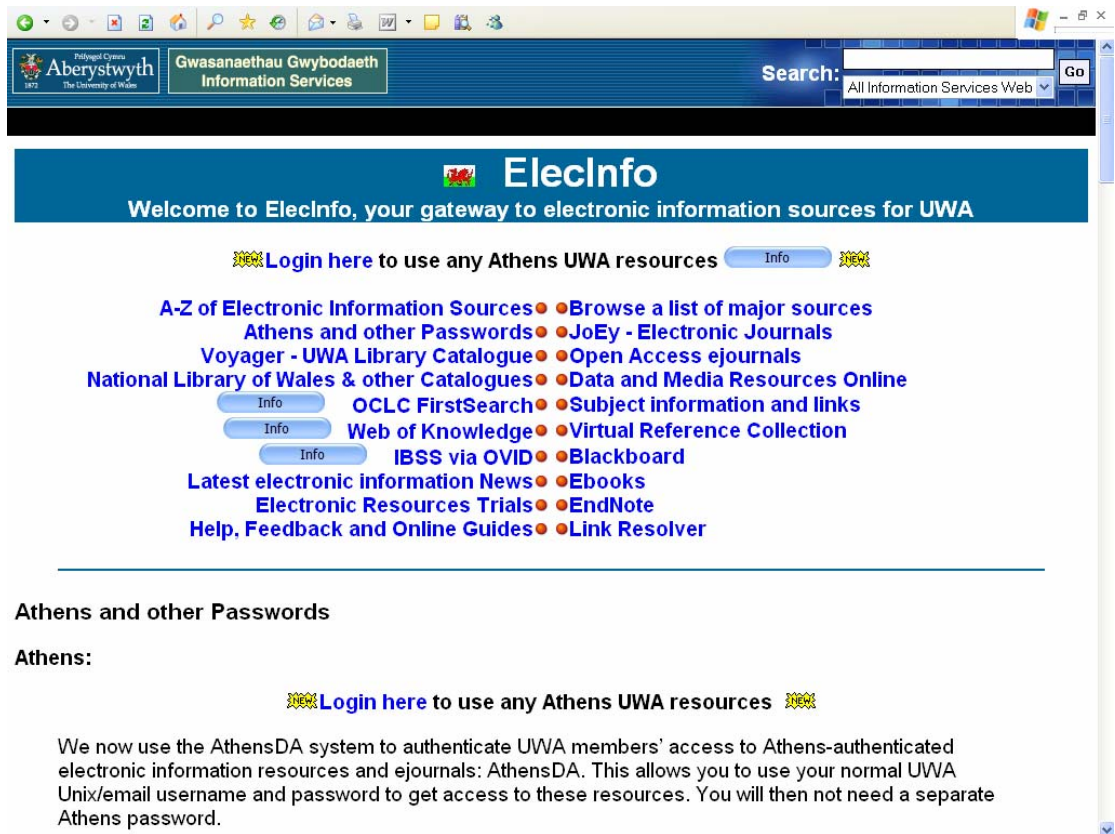 Prifysgol Cymru
Aberystwyth
1872 The University of Wales
Gwasanaethau Gwybodaeth
Information Services
Search:
Go
All Information Services Web
ElecInfo
Welcome to ElecInfo, your gateway to electronic information sources for UWA
NEW Login here to use any Athens UWA resources Info NEW
A-Z of Electronic Information Sources Browse a list of major sources
Athens and other Passwords JoEy - Electronic Journals
Voyager - UWA Library Catalogue Open Access ejournals
National Library of Wales & other Catalogues Data and Media Resources Online
Info OCLC FirstSearch Subject information and links
Info Web of Knowledge Virtual Reference Collection
Info IBSS via OVID Blackboard
Latest electronic information News Ebooks
Electronic Resources Trials EndNote
Help, Feedback and Online Guides Link Resolver
Athens and other Passwords
Athens:
NEW Login here to use any Athens UWA resources NEW
We now use the AthensDA system to authenticate UWA members' access to Athens-authenticated
electronic information resources and ejournals: AthensDA. This allows you to use your normal UWA
Unix/email username and password to get access to these resources. You will then not need a separate
Athens password.